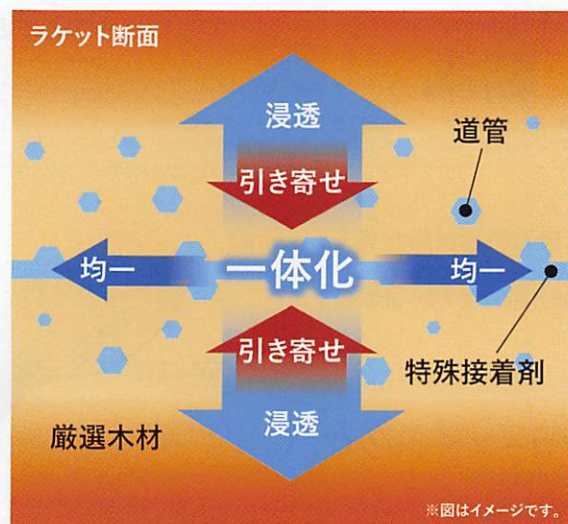 ラケット断面
浸透
道管
引き寄せ
均一
一体化
均一
引き寄せ
特殊接着剤
浸透
厳選木材
※図はイメージです。